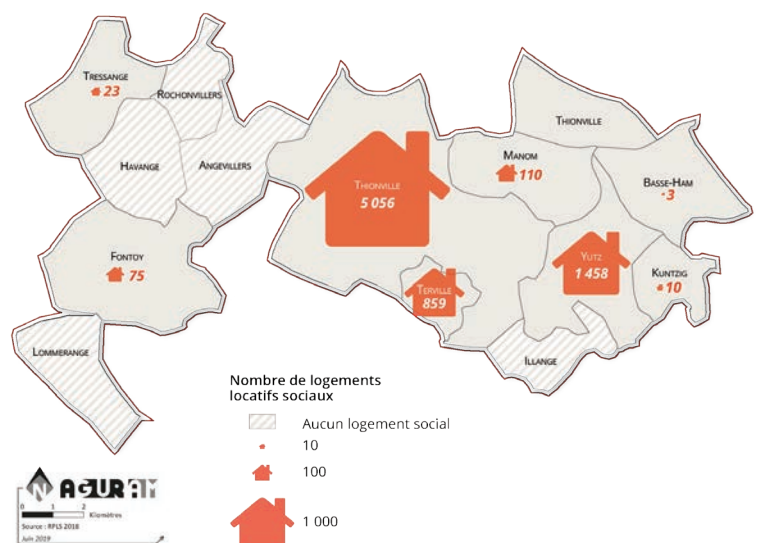 TRESSANGE
23
ROCHONVILLERS
HAVANGE
ANGEVILLERS
FONTOY
75
LOMMERANGE
THIONVILLE
5 056
TERVILLE
859
MANOM
110
THIONVILLE
BASSE-HAM
3
YUTZ
1 458
KUNTZIG
10
ILLANGE
Nombre de logements
locatifs sociaux
Aucun logement social
10
100
1 000
N AGURAM
0 1 2
Kilomètres
Source : RPLS 2018
Juin 2019